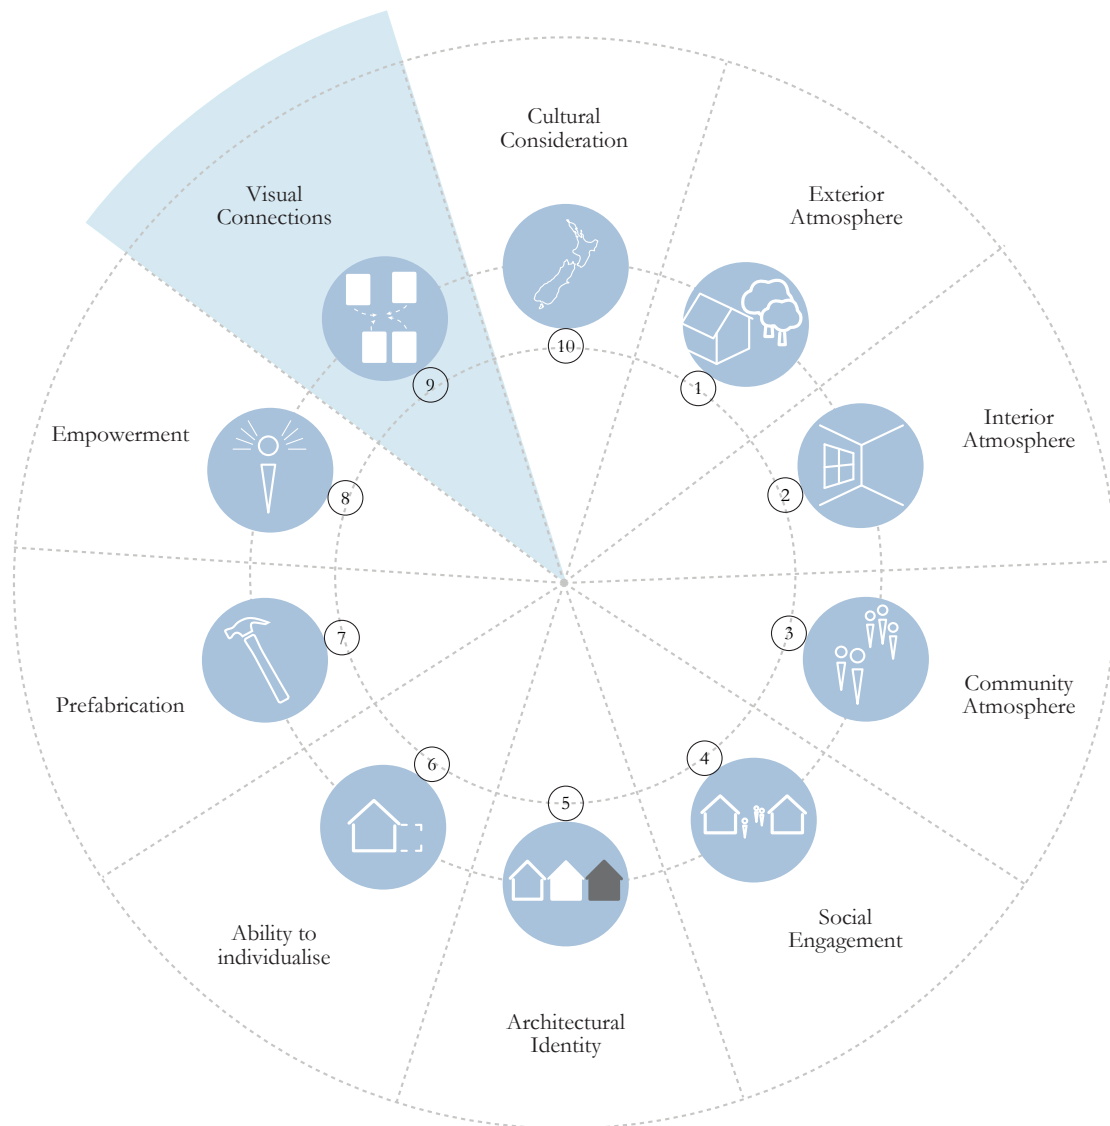 Cultural
Consideration
10
Exterior
Atmosphere
1
Interior
Atmosphere
2
Community
Atmosphere
3
Social
Engagement
4
Architectural
Identity
5
Ability to
individualise
6
Prefabrication
7
Empowerment
8
Visual
Connections
9